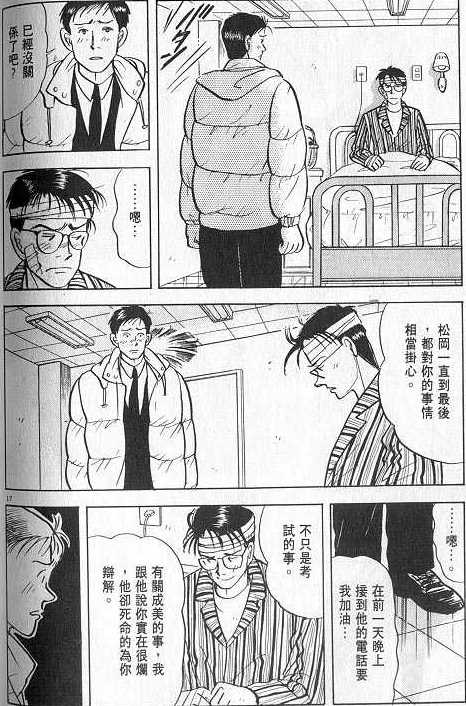 已經沒關
係了吧?
………嗯…
松岡一直到最後
,都對你的事情
相當掛心。
……嗯…。
在前一天晚上
接到他的電話要
我加油…
不只是考
試的事。
有關成美的事,我
跟他說你實在很爛
,他卻死命的為你
辯解。
17